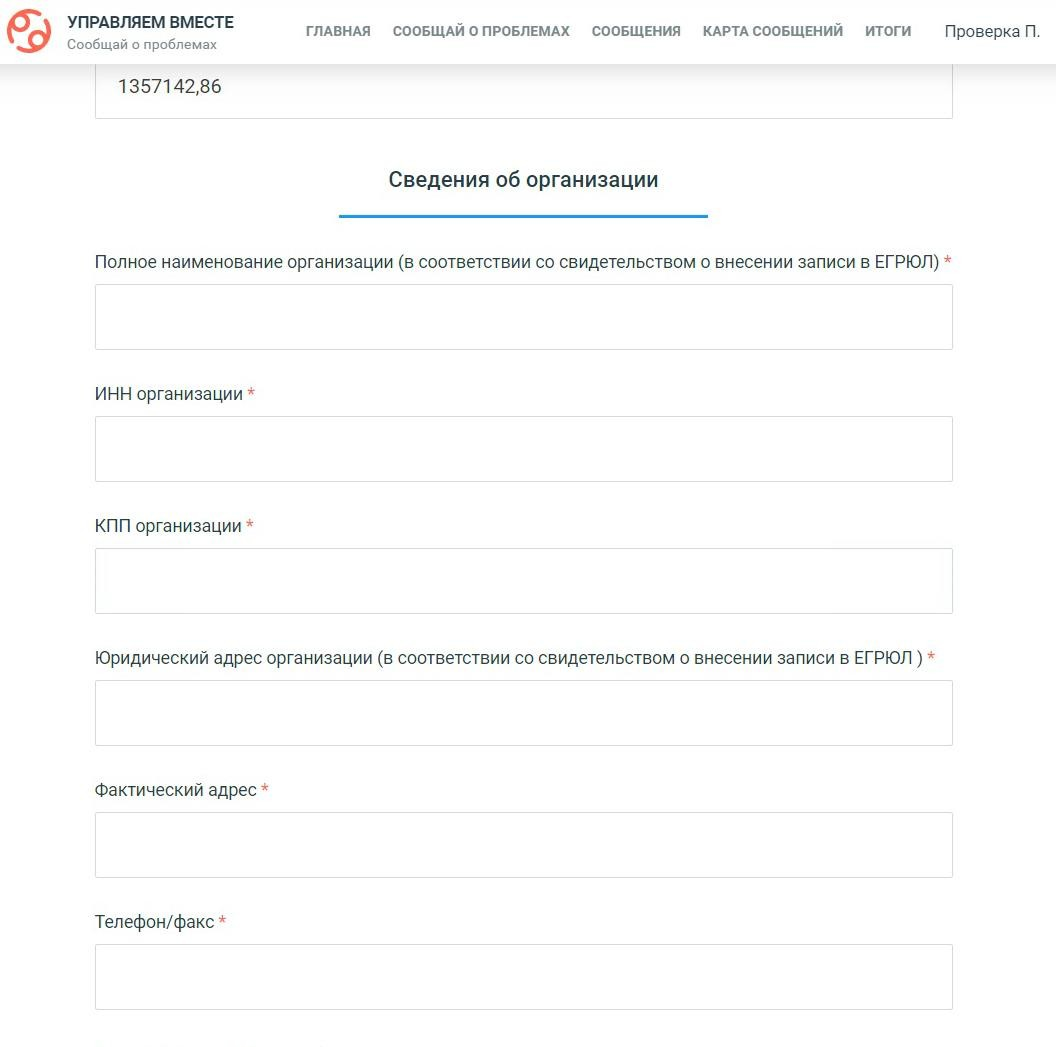 УПРАВЛЯЕМ ВМЕСТЕ
Сообщай о проблемах
ГЛАВНАЯ СООБЩАЙ О ПРОБЛЕМАХ СООБЩЕНИЯ КАРТА СООБЩЕНИЙ ИТОГИ Проверка П.
1357142,86
Сведения об организации
Полное наименование организации (в соответствии со свидетельством о внесении записи в ЕГРЮЛ) *
ИНН организации *
КПП организации *
Юридический адрес организации (в соответствии со свидетельством о внесении записи в ЕГРЮЛ ) *
Фактический адрес *
Телефон/факс *